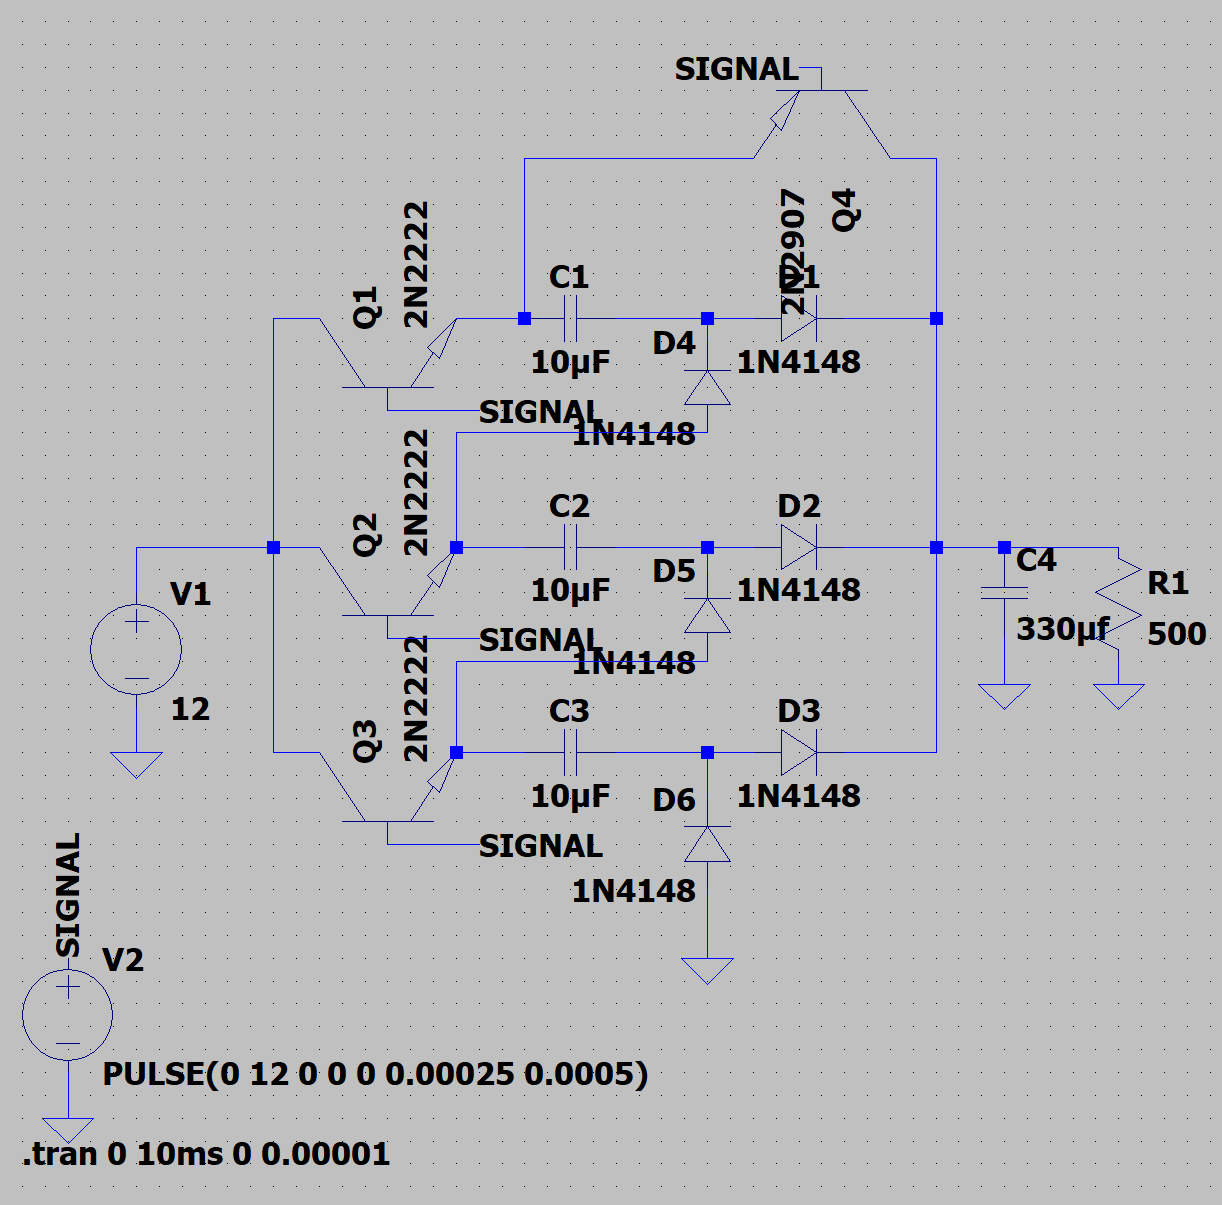 SIGNAL
2N2907
Q4
Q1
2N2222
C1
10µF
D1
1N4148
D4
1N4148
SIGNAL
Q2
2N2222
C2
10µF
D2
1N4148
D5
1N4148
SIGNAL
V1
12
C4
330µf
R1
500
Q3
2N2222
C3
10µF
D3
1N4148
D6
1N4148
SIGNAL
SIGNAL
V2
PULSE(0 12 0 0 0 0.00025 0.0005)
.tran 0 10ms 0 0.00001